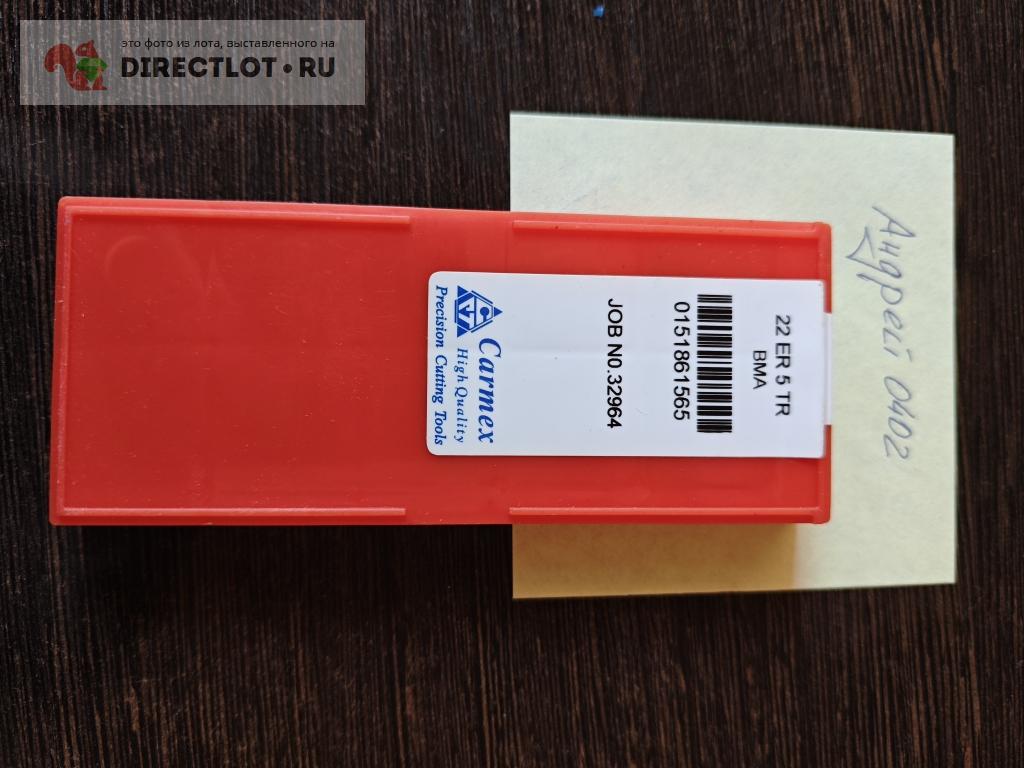 это фото из лота, выставленного на
DIRECTLOT.RU
22 ER 5 TR
BMA
0151861565
JOB NO.32964
Carmex
High Quality
Precision Cutting Tools
Андрей 0402